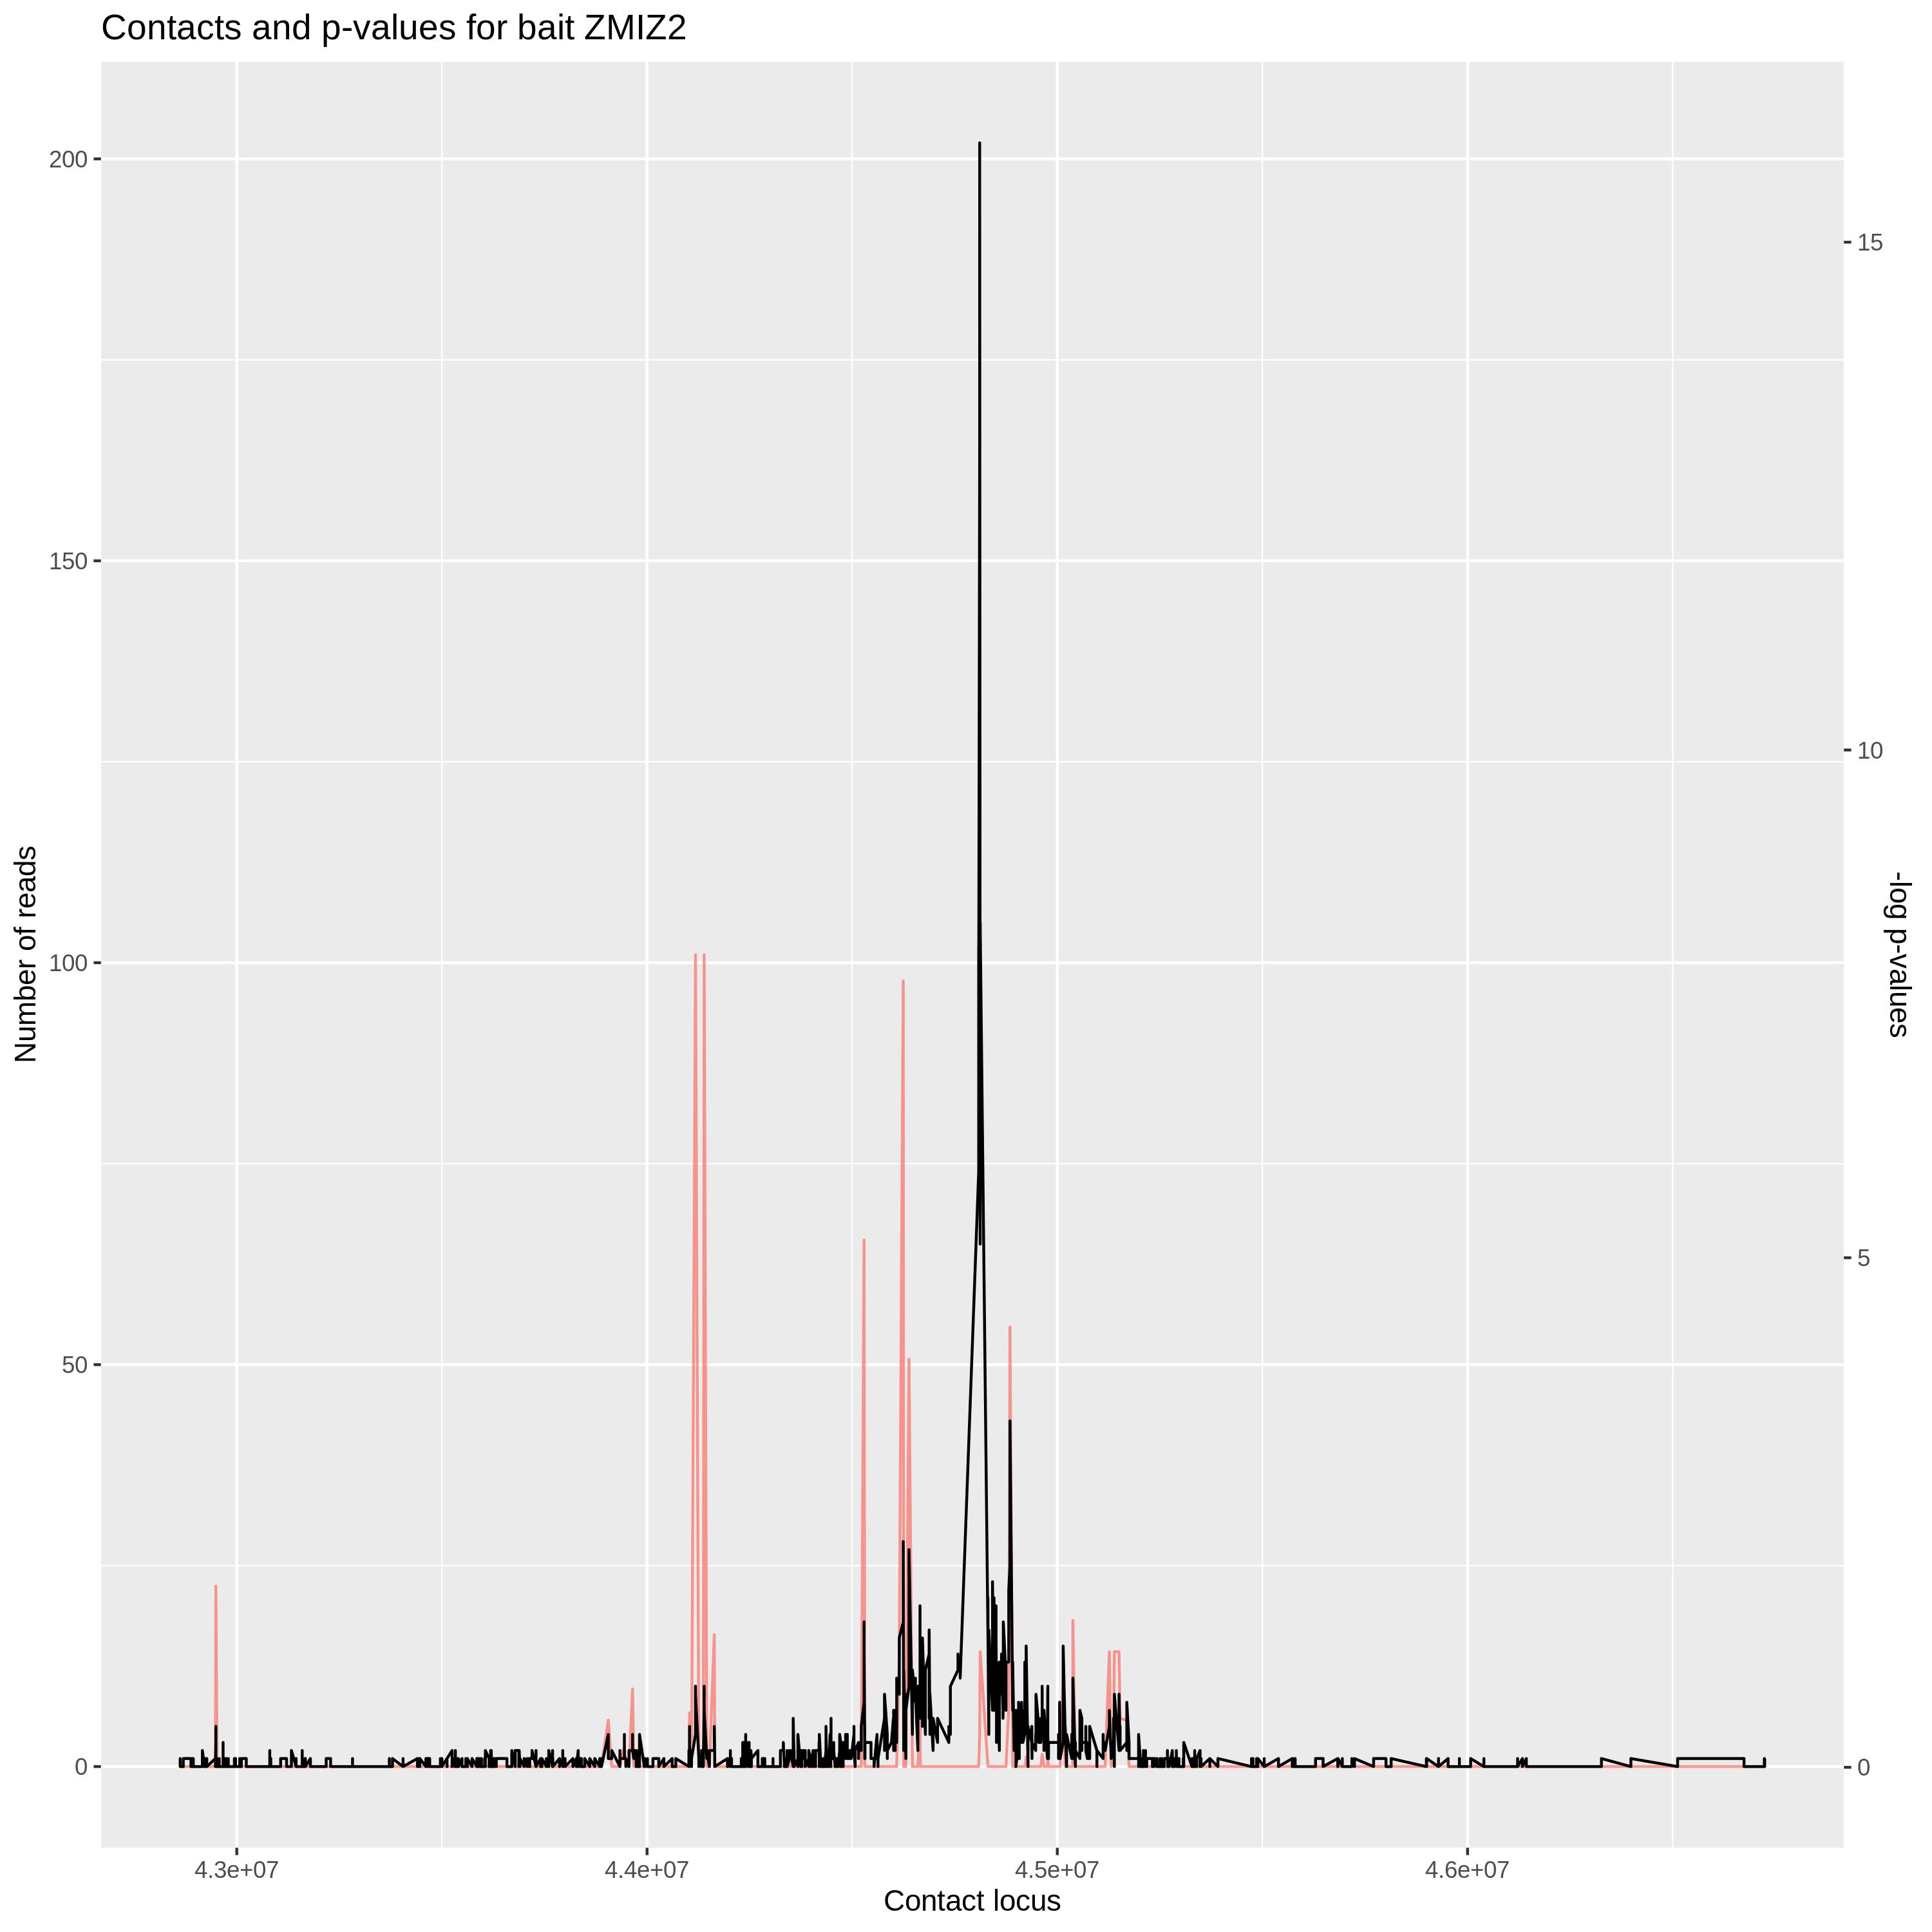 Contacts and p-values for bait ZMIZ2
200
150
100
50
0
Number of reads
15
10
5
0
-log p-values
4.3e+07
4.4e+07
4.5e+07
4.6e+07
Contact locus